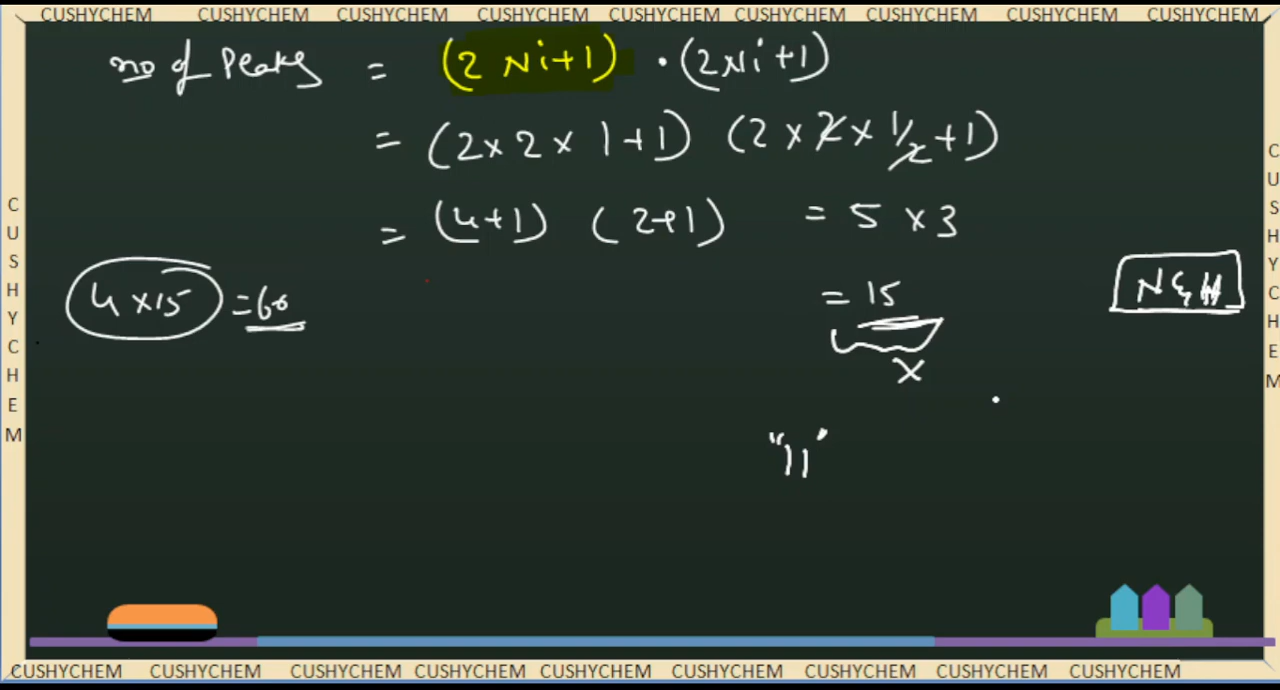 CUSHYCHEM CUSHYCHEM CUSHYCHEM CUSHYCHEM CUSHYCHEM CUSHYCHEM CUSHYCHEM CUSHYCHEM CUSHYCHEM
no of Peaks = (2 Ni+1) · (2Ni+1)
= (2×2×1+1) (2×2×1/2+1)
= (4+1) (2+1) = 5×3
4×15 = 60
= 15
N & H
x
"11"
CUSHYCHEM
CUSHYCHEM
CUSHYCHEM CUSHYCHEM CUSHYCHEM CUSHYCHEM CUSHYCHEM CUSHYCHEM CUSHYCHEM CUSHYCHEM CUSHYCHEM